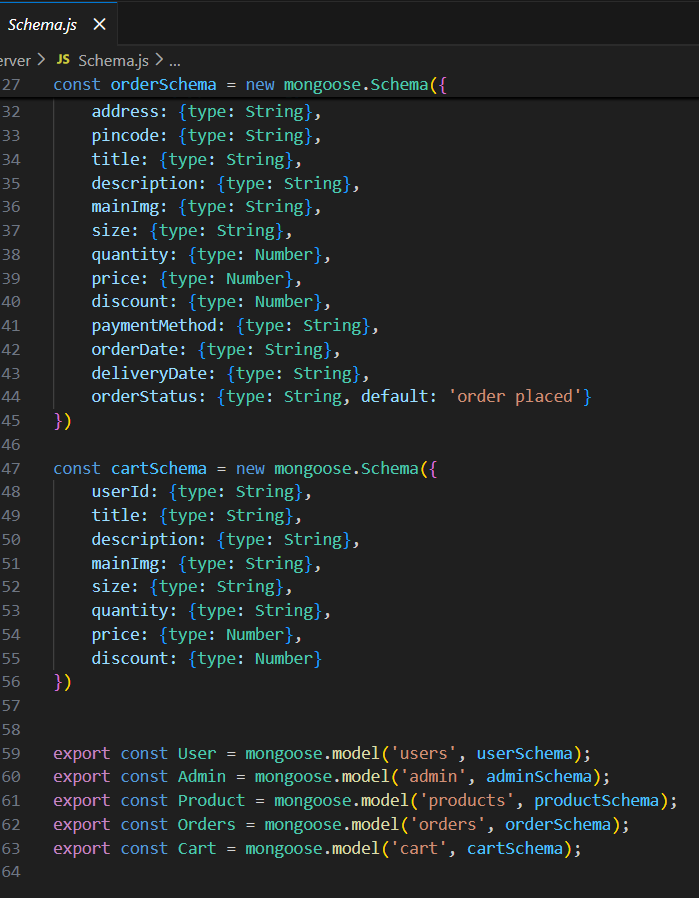 Schema.js ×
erver > JS Schema.js > ...
27 const orderSchema = new mongoose.Schema({
32 address: {type: String},
33 pincode: {type: String},
34 title: {type: String},
35 description: {type: String},
36 mainImg: {type: String},
37 size: {type: String},
38 quantity: {type: Number},
39 price: {type: Number},
40 discount: {type: Number},
41 paymentMethod: {type: String},
42 orderDate: {type: String},
43 deliveryDate: {type: String},
44 orderStatus: {type: String, default: 'order placed'}
45 })
46
47 const cartSchema = new mongoose.Schema({
48 userId: {type: String},
49 title: {type: String},
50 description: {type: String},
51 mainImg: {type: String},
52 size: {type: String},
53 quantity: {type: String},
54 price: {type: Number},
55 discount: {type: Number}
56 })
57
58
59 export const User = mongoose.model('users', userSchema);
60 export const Admin = mongoose.model('admin', adminSchema);
61 export const Product = mongoose.model('products', productSchema);
62 export const Orders = mongoose.model('orders', orderSchema);
63 export const Cart = mongoose.model('cart', cartSchema);
64